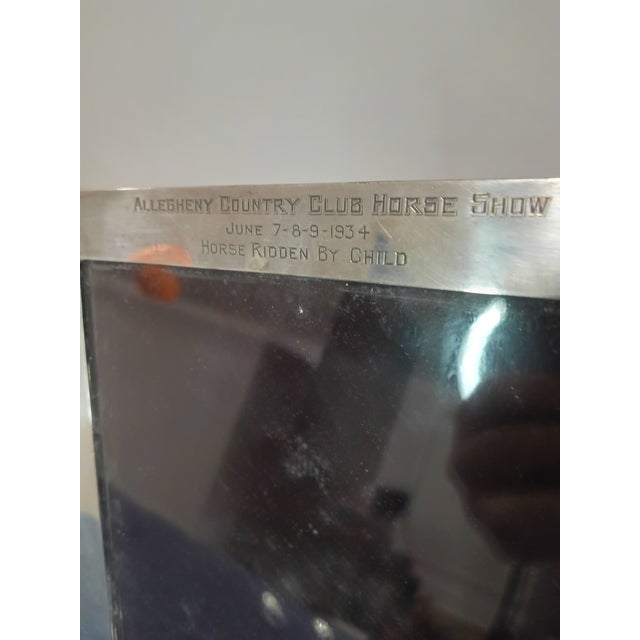 Allegheny Country Club Horse Show
June 7-8-9-1934
Horse Ridden By Child